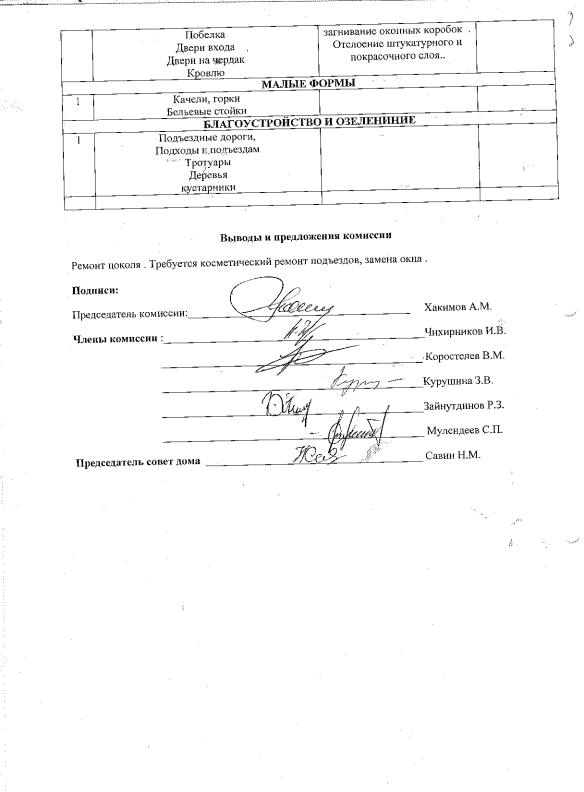 Побелка
Двери входа
Двери на чердак
Кровлю
загнивание оконных коробок .
Отслоение штукатурного и
покрасочного слоя..
МАЛЫЕ ФОРМЫ
1
Качели, горки
Бельевые стойки
БЛАГОУСТРОЙСТВО И ОЗЕЛЕНИНИЕ
1
Подъездные дороги,
Подходы к подъездам
Тротуары
Деревья
кустарники
Выводы и предложения комиссии
Ремонт цоколя . Требуется косметический ремонт подъездов, замена окна .
Подписи:
Председатель комиссии: Хакимов А.М.
Члены комиссии : Чихирников И.В.
Коростелев В.М.
Курушина З.В.
Зайнутдинов Р.З.
Мулендеев С.П.
Председатель совет дома Савин Н.М.